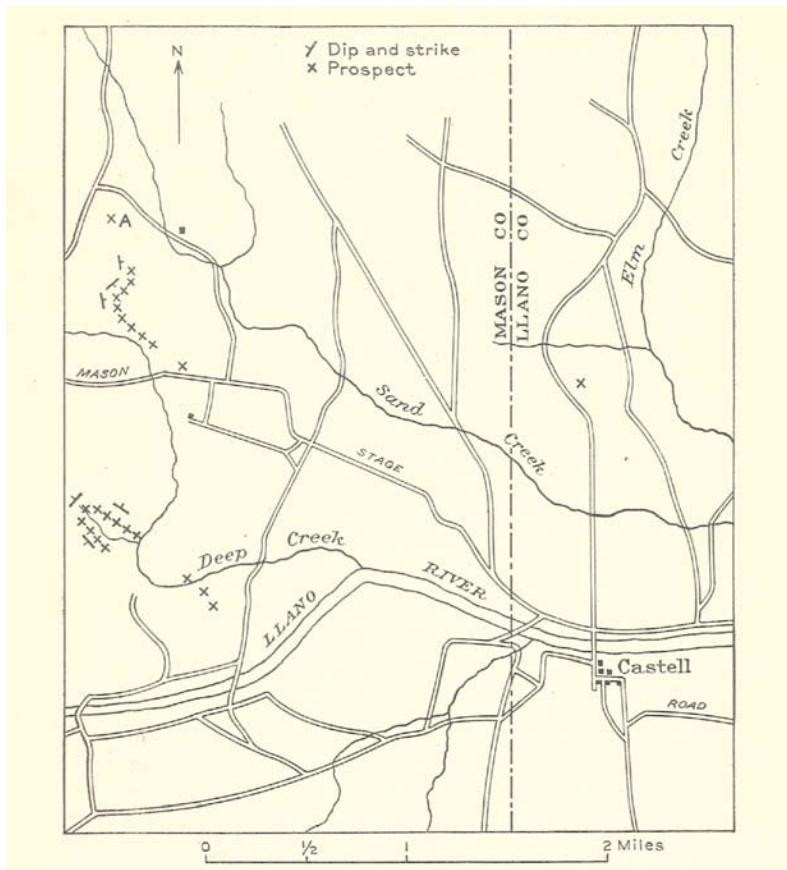 N
Dip and strike
x Prospect
Creek
A
MASON CO
LLANO CO
Elm
MASON
Sand
Creek
STAGE
Deep Creek
RIVER
LLANO
Castell
ROAD
0 1/2 1 2 Miles